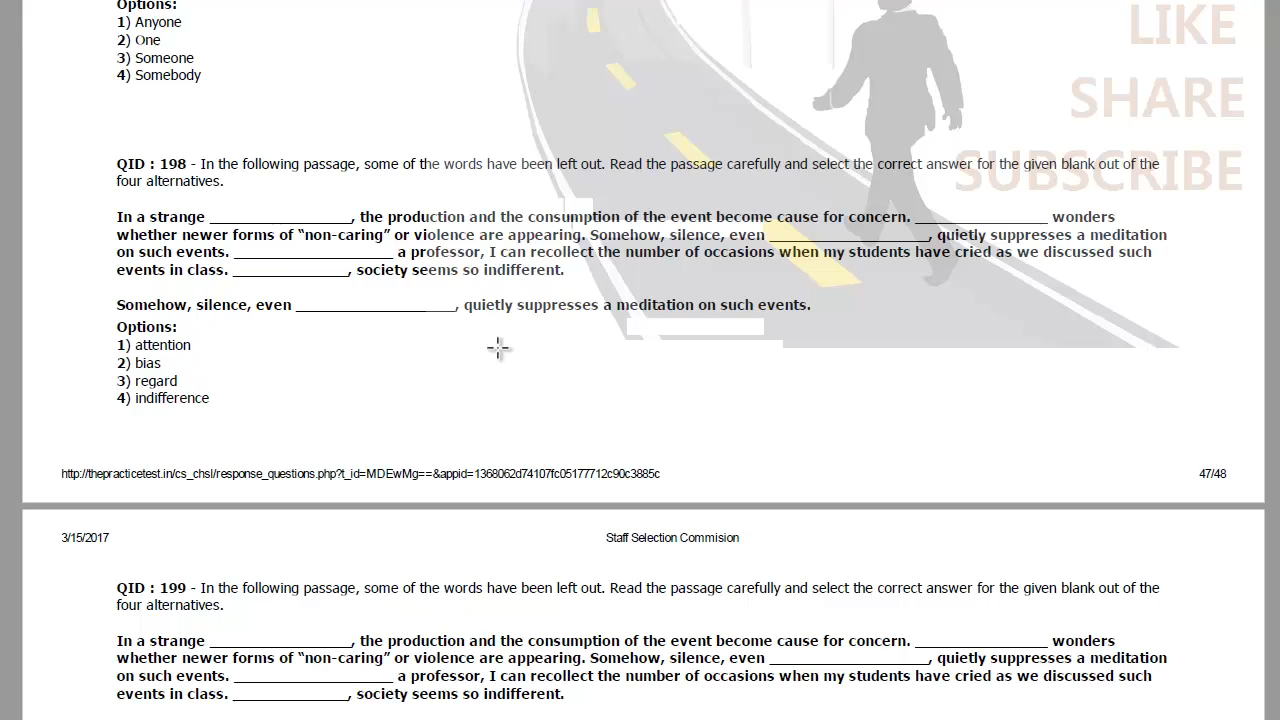 Options:
1) Anyone
2) One
3) Someone
4) Somebody
LIKE
SHARE
SUBSCRIBE
QID : 198 - In the following passage, some of the words have been left out. Read the passage carefully and select the correct answer for the given blank out of the
four alternatives.
In a strange _________________, the production and the consumption of the event become cause for concern. ________________ wonders
whether newer forms of “non-caring” or violence are appearing. Somehow, silence, even ___________________, quietly suppresses a meditation
on such events. ___________________ a professor, I can recollect the number of occasions when my students have cried as we discussed such
events in class. ______________, society seems so indifferent.
Somehow, silence, even ___________________, quietly suppresses a meditation on such events.
Options:
1) attention
2) bias
3) regard
4) indifference
http://thepracticetest.in/cs_chsl/response_questions.php?t_id=MDEwMg==&appid=1368062d74107fc05177712c90c3885c 47/48
3/15/2017 Staff Selection Commision
QID : 199 - In the following passage, some of the words have been left out. Read the passage carefully and select the correct answer for the given blank out of the
four alternatives.
In a strange _________________, the production and the consumption of the event become cause for concern. ________________ wonders
whether newer forms of “non-caring” or violence are appearing. Somehow, silence, even ___________________, quietly suppresses a meditation
on such events. ___________________ a professor, I can recollect the number of occasions when my students have cried as we discussed such
events in class. ______________, society seems so indifferent.